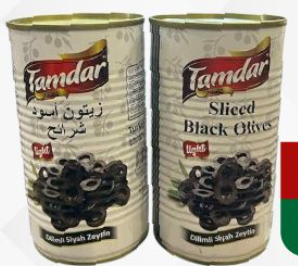 Tamdar
زيتون أسود
شرائح
light
Dilimli Siyah Zeytin
Tamdar
Sliced
Black Olives
light
Dilimli Siyah Zeytin